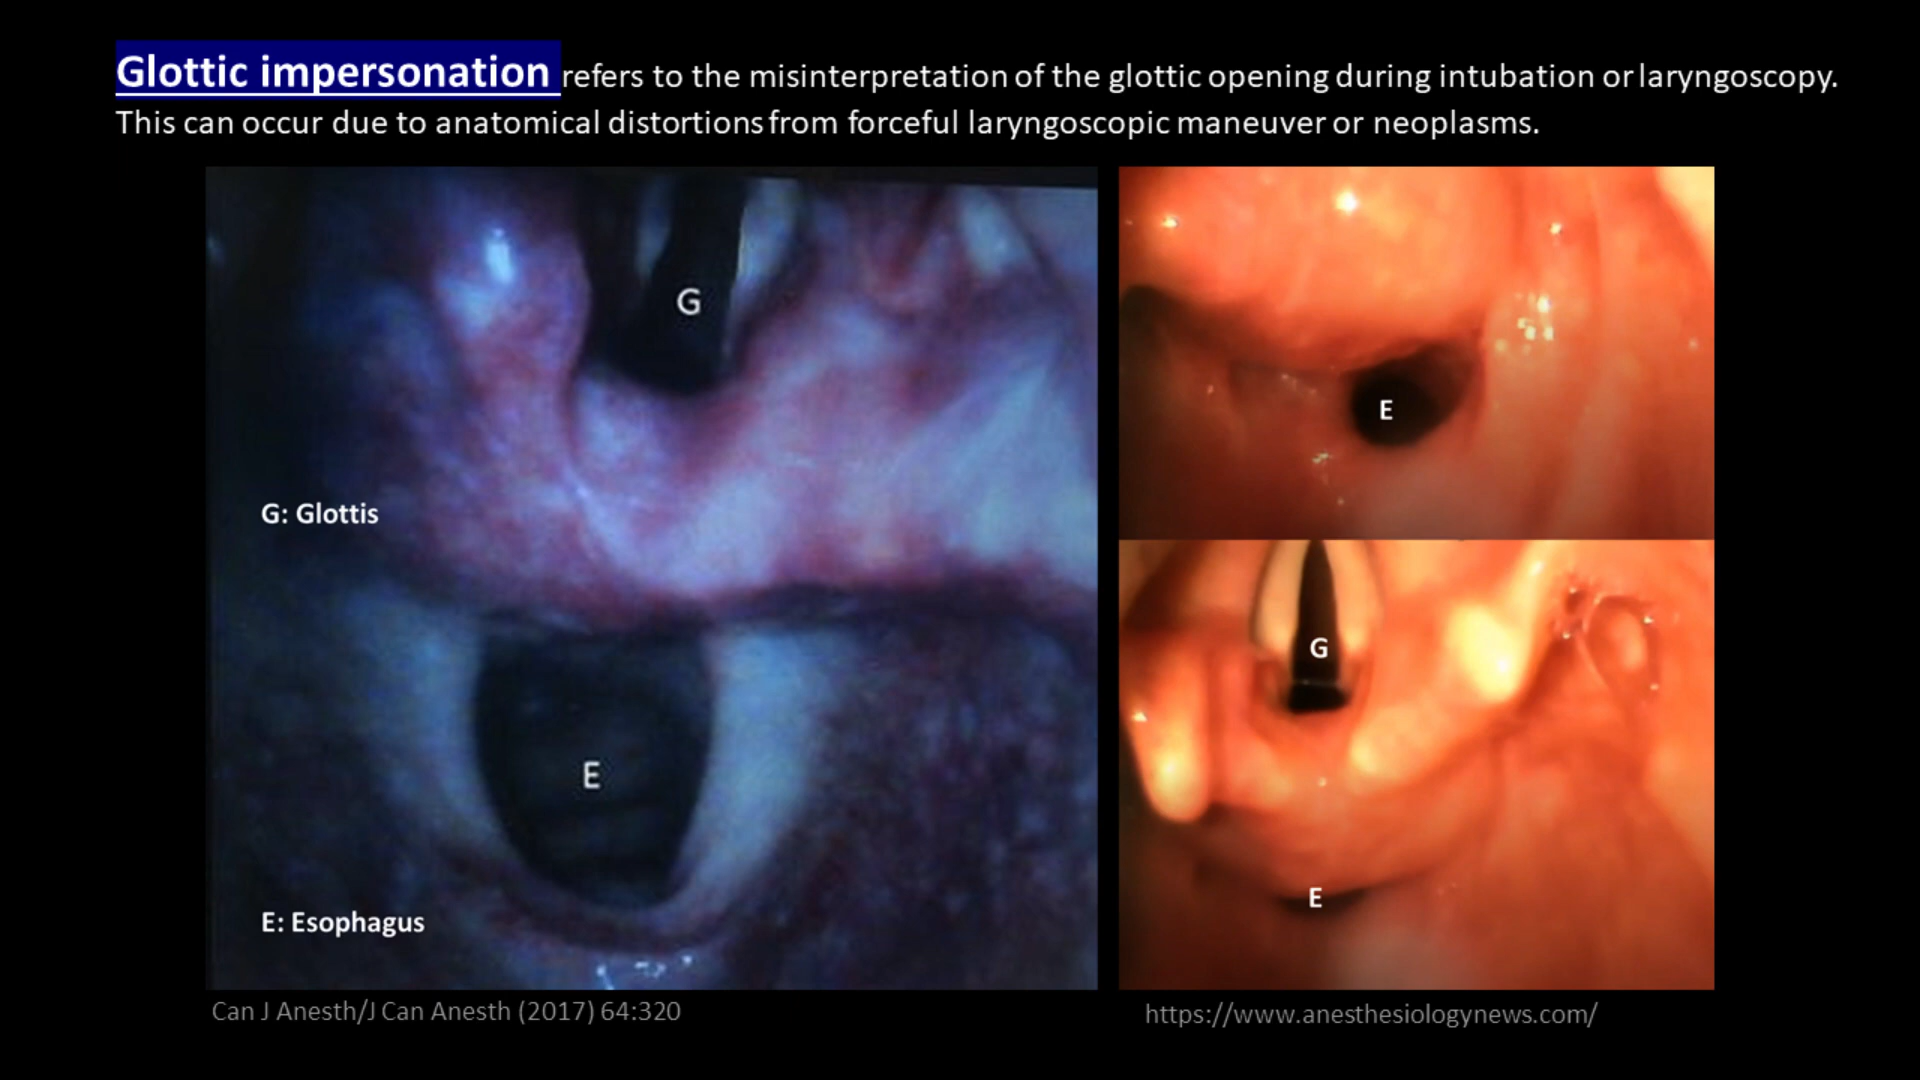 Glottic impersonation refers to the misinterpretation of the glottic opening during intubation or laryngoscopy.
This can occur due to anatomical distortions from forceful laryngoscopic maneuver or neoplasms.
G
G: Glottis
E
E: Esophagus
E
G
E
Can J Anesth/J Can Anesth (2017) 64:320
https://www.anesthesiologynews.com/